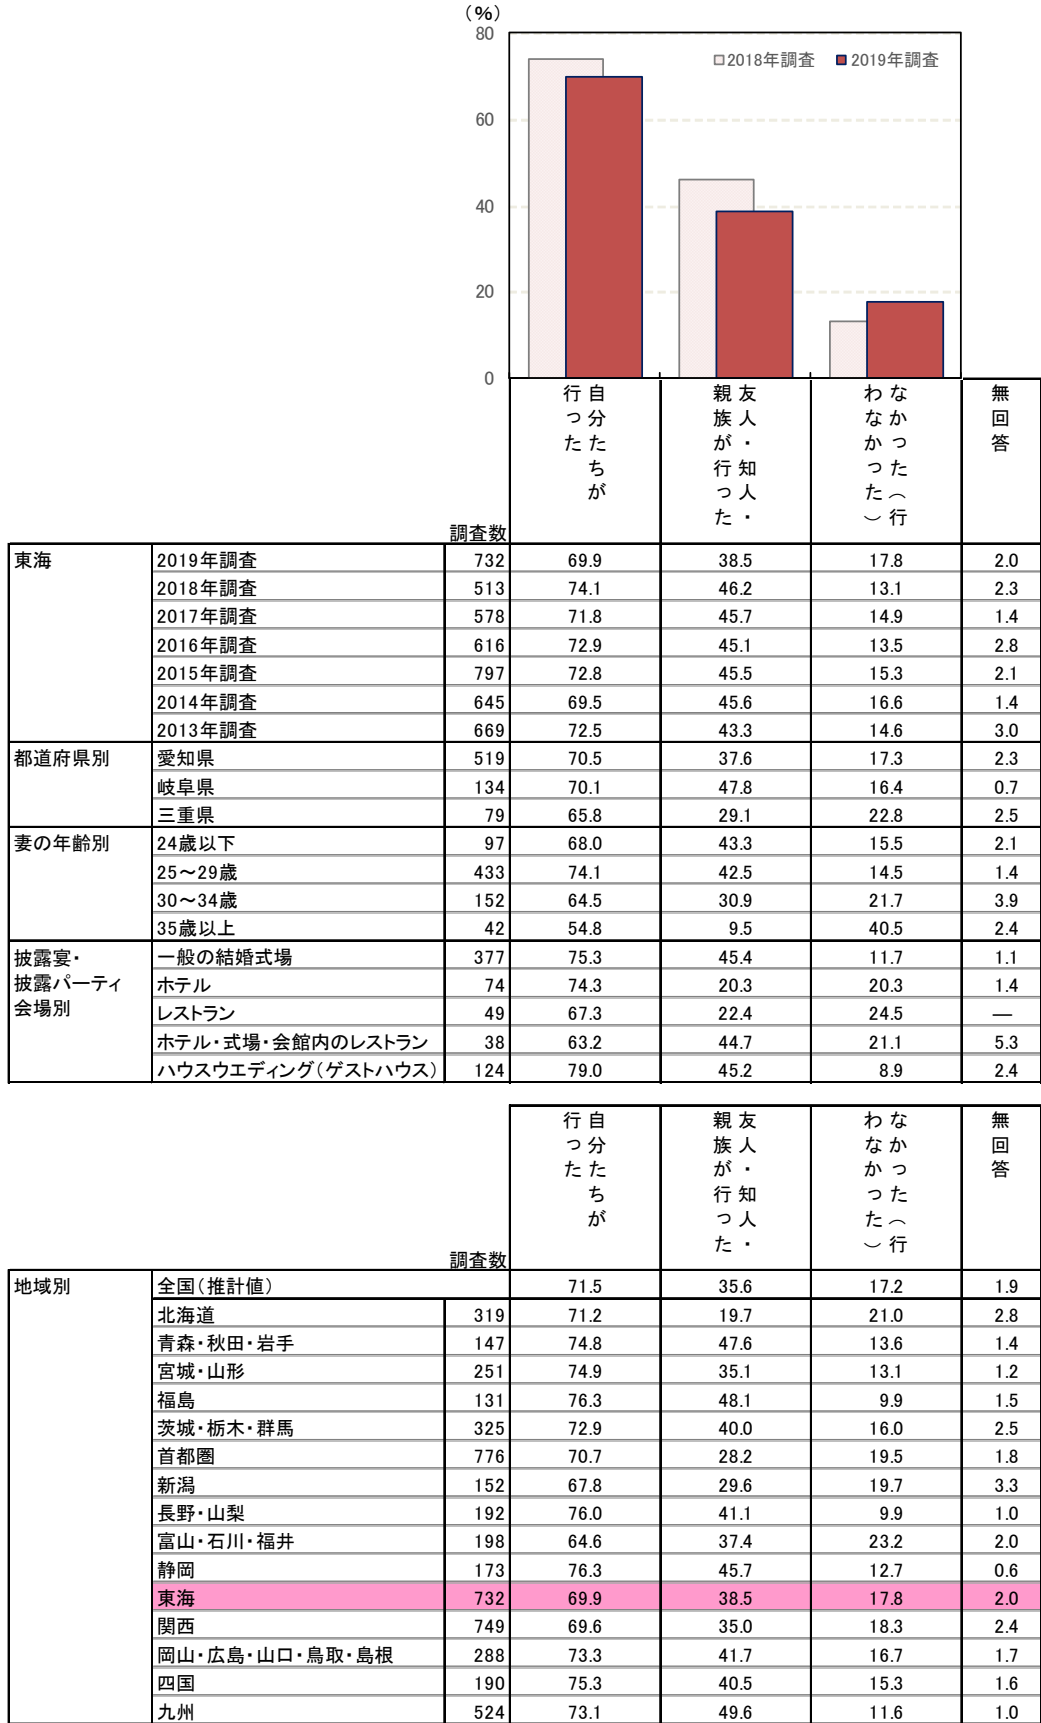 (%)
80
60
40
20
0
2018年調査 2019年調査
自分たちが
行った
友人・知人・
親族が行った
なかった(行
わなかった)
無回答
調査数
東海 2019年調査 732 69.9 38.5 17.8 2.0
2018年調査 513 74.1 46.2 13.1 2.3
2017年調査 578 71.8 45.7 14.9 1.4
2016年調査 616 72.9 45.1 13.5 2.8
2015年調査 797 72.8 45.5 15.3 2.1
2014年調査 645 69.5 45.6 16.6 1.4
2013年調査 669 72.5 43.3 14.6 3.0
都道府県別 愛知県 519 70.5 37.6 17.3 2.3
岐阜県 134 70.1 47.8 16.4 0.7
三重県 79 65.8 29.1 22.8 2.5
妻の年齢別 24歳以下 97 68.0 43.3 15.5 2.1
25～29歳 433 74.1 42.5 14.5 1.4
30～34歳 152 64.5 30.9 21.7 3.9
35歳以上 42 54.8 9.5 40.5 2.4
披露宴・ 一般の結婚式場 377 75.3 45.4 11.7 1.1
披露パーティ ホテル 74 74.3 20.3 20.3 1.4
会場別 レストラン 49 67.3 22.4 24.5 ―
ホテル・式場・会館内のレストラン 38 63.2 44.7 21.1 5.3
ハウスウエディング(ゲストハウス) 124 79.0 45.2 8.9 2.4
自分たちが
行った
友人・知人・
親族が行った
なかった(行
わなかった)
無回答
調査数
地域別 全国(推計値) 71.5 35.6 17.2 1.9
北海道 319 71.2 19.7 21.0 2.8
青森・秋田・岩手 147 74.8 47.6 13.6 1.4
宮城・山形 251 74.9 35.1 13.1 1.2
福島 131 76.3 48.1 9.9 1.5
茨城・栃木・群馬 325 72.9 40.0 16.0 2.5
首都圏 776 70.7 28.2 19.5 1.8
新潟 152 67.8 29.6 19.7 3.3
長野・山梨 192 76.0 41.1 9.9 1.0
富山・石川・福井 198 64.6 37.4 23.2 2.0
静岡 173 76.3 45.7 12.7 0.6
東海 732 69.9 38.5 17.8 2.0
関西 749 69.6 35.0 18.3 2.4
岡山・広島・山口・鳥取・島根 288 73.3 41.7 16.7 1.7
四国 190 75.3 40.5 15.3 1.6
九州 524 73.1 49.6 11.6 1.0